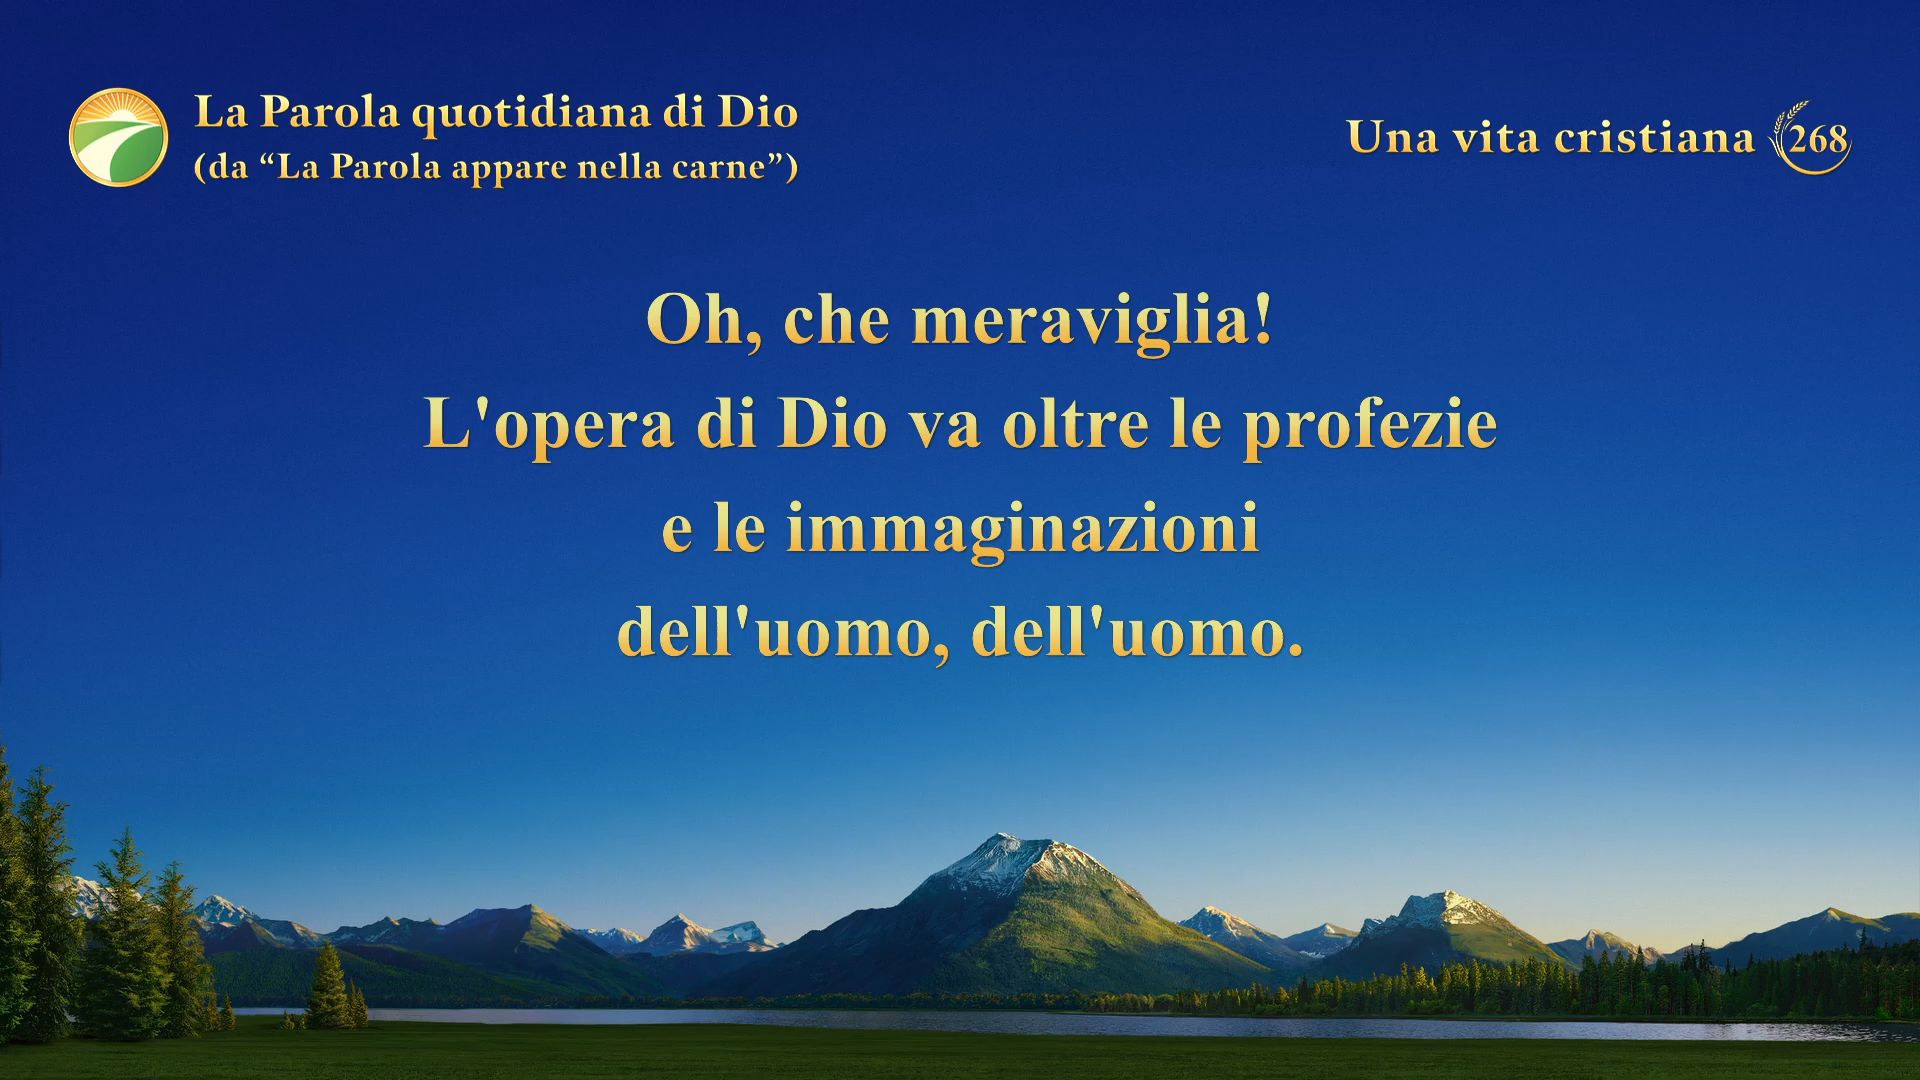 La Parola quotidiana di Dio
(da “La Parola appare nella carne”)
Una vita cristiana 268
Oh, che meraviglia!
L'opera di Dio va oltre le profezie
e le immaginazioni
dell'uomo, dell'uomo.